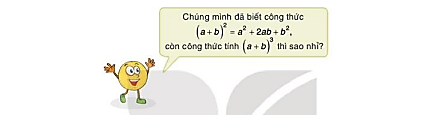 Chúng mình đã biết công thức
(a + b)² = a² + 2ab + b²,
còn công thức tính (a + b)³ thì sao nhỉ?